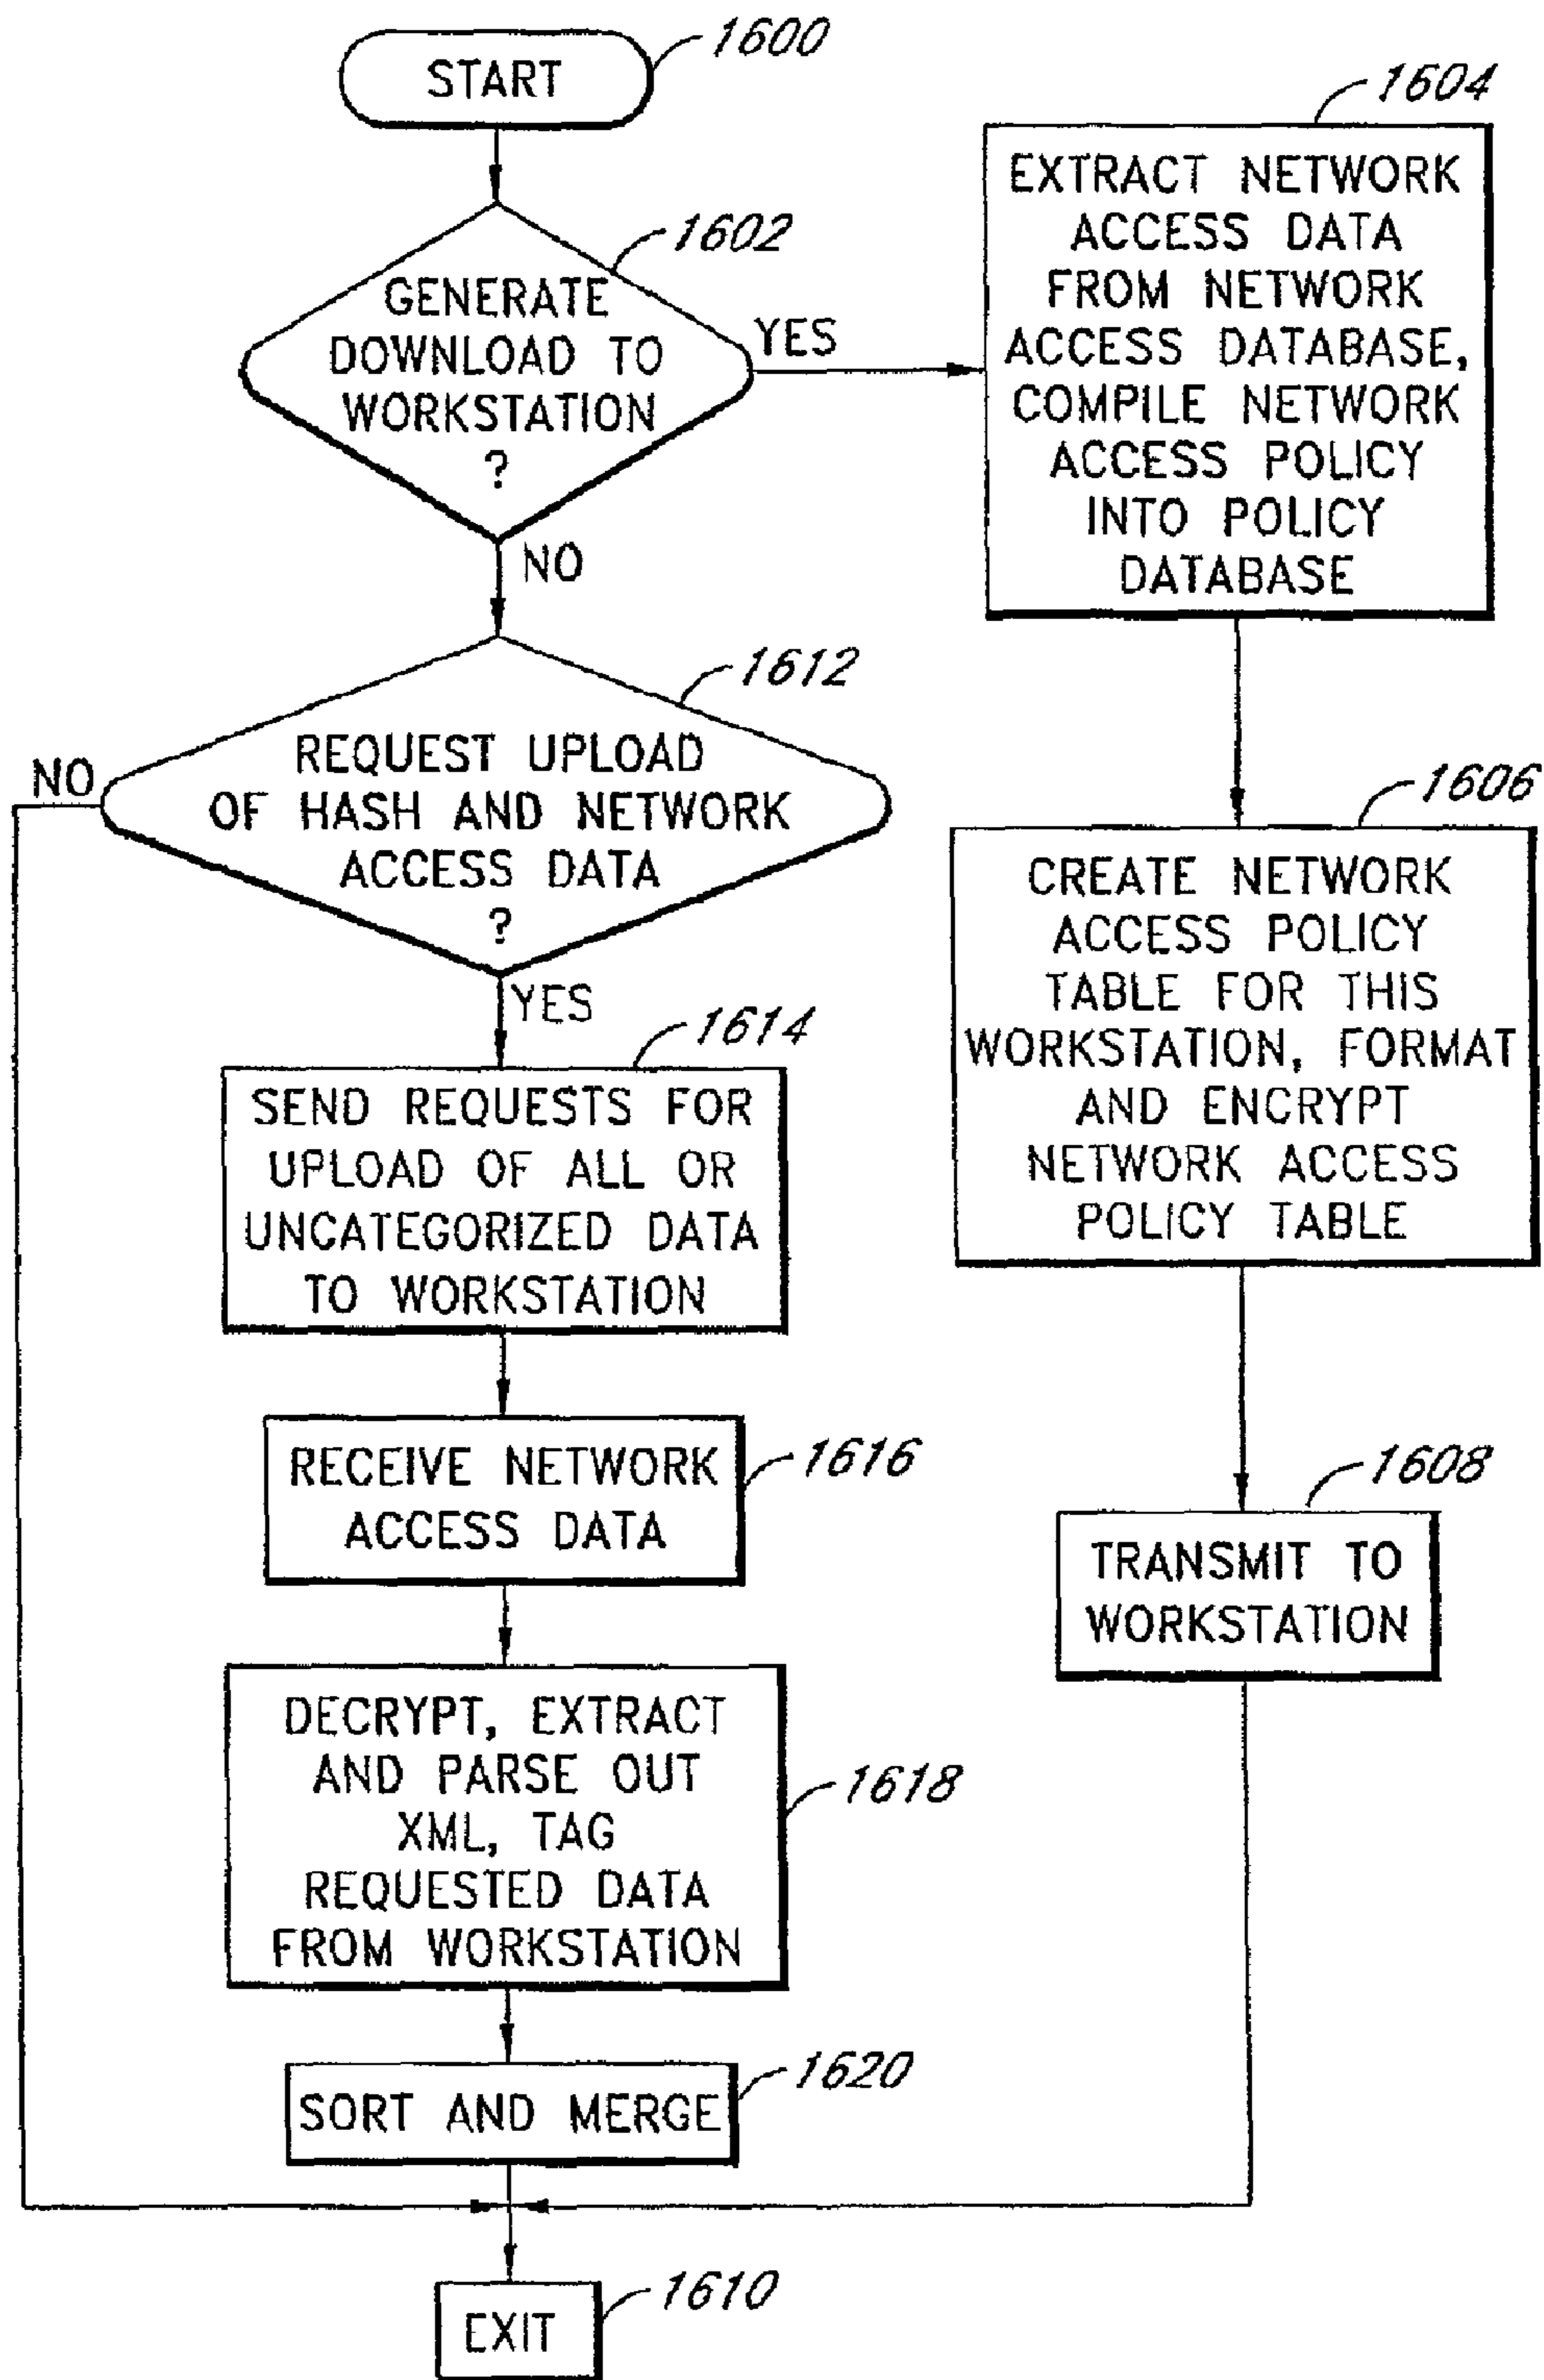 START
1600
GENERATE
DOWNLOAD TO
WORKSTATION
?
1602
YES
NO
EXTRACT NETWORK
ACCESS DATA
FROM NETWORK
ACCESS DATABASE,
COMPILE NETWORK
ACCESS POLICY
INTO POLICY
DATABASE
1604
CREATE NETWORK
ACCESS POLICY
TABLE FOR THIS
WORKSTATION, FORMAT
AND ENCRYPT
NETWORK ACCESS
POLICY TABLE
1606
TRANSMIT TO
WORKSTATION
1608
REQUEST UPLOAD
OF HASH AND NETWORK
ACCESS DATA
?
1612
NO
YES
SEND REQUESTS FOR
UPLOAD OF ALL OR
UNCATEGORIZED DATA
TO WORKSTATION
1614
RECEIVE NETWORK
ACCESS DATA
1616
DECRYPT, EXTRACT
AND PARSE OUT
XML, TAG
REQUESTED DATA
FROM WORKSTATION
1618
SORT AND MERGE
1620
EXIT
1610